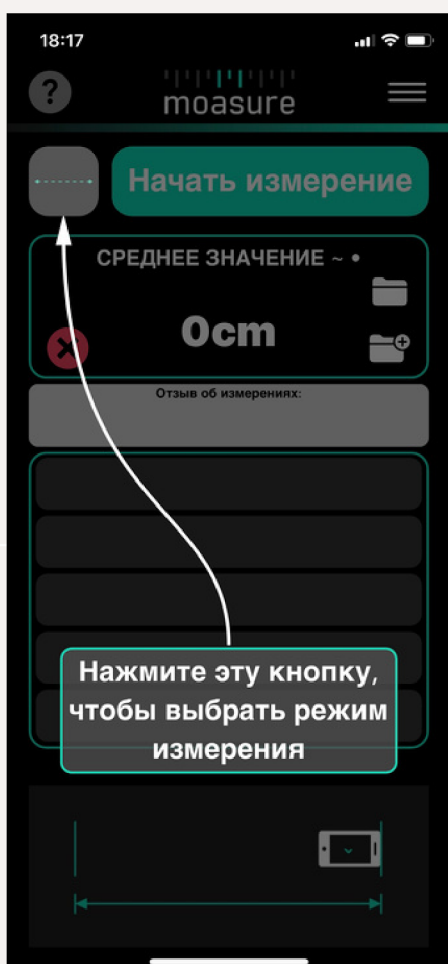 18:17
?
moasure
Начать измерение
СРЕДНЕЕ ЗНАЧЕНИЕ ~ •
0cm
Отзыв об измерениях:
Нажмите эту кнопку,
чтобы выбрать режим
измерения